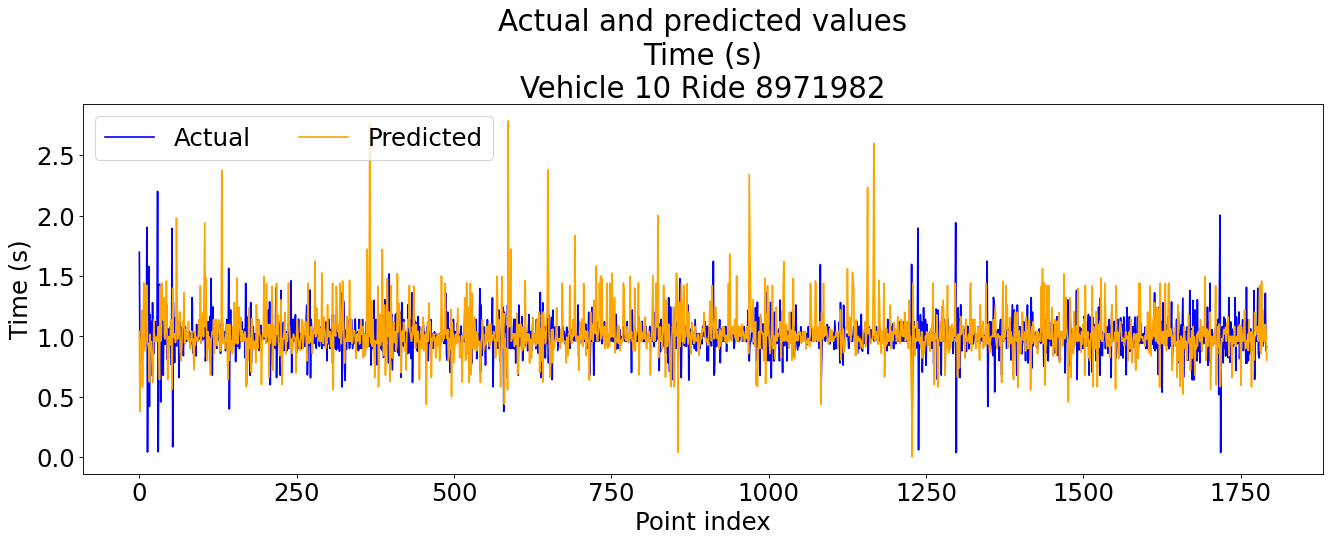 Actual and predicted values
Time (s)
Vehicle 10 Ride 8971982
Actual
Predicted
Time (s)
2.5
2.0
1.5
1.0
0.5
0.0
0 250 500 750 1000 1250 1500 1750
Point index